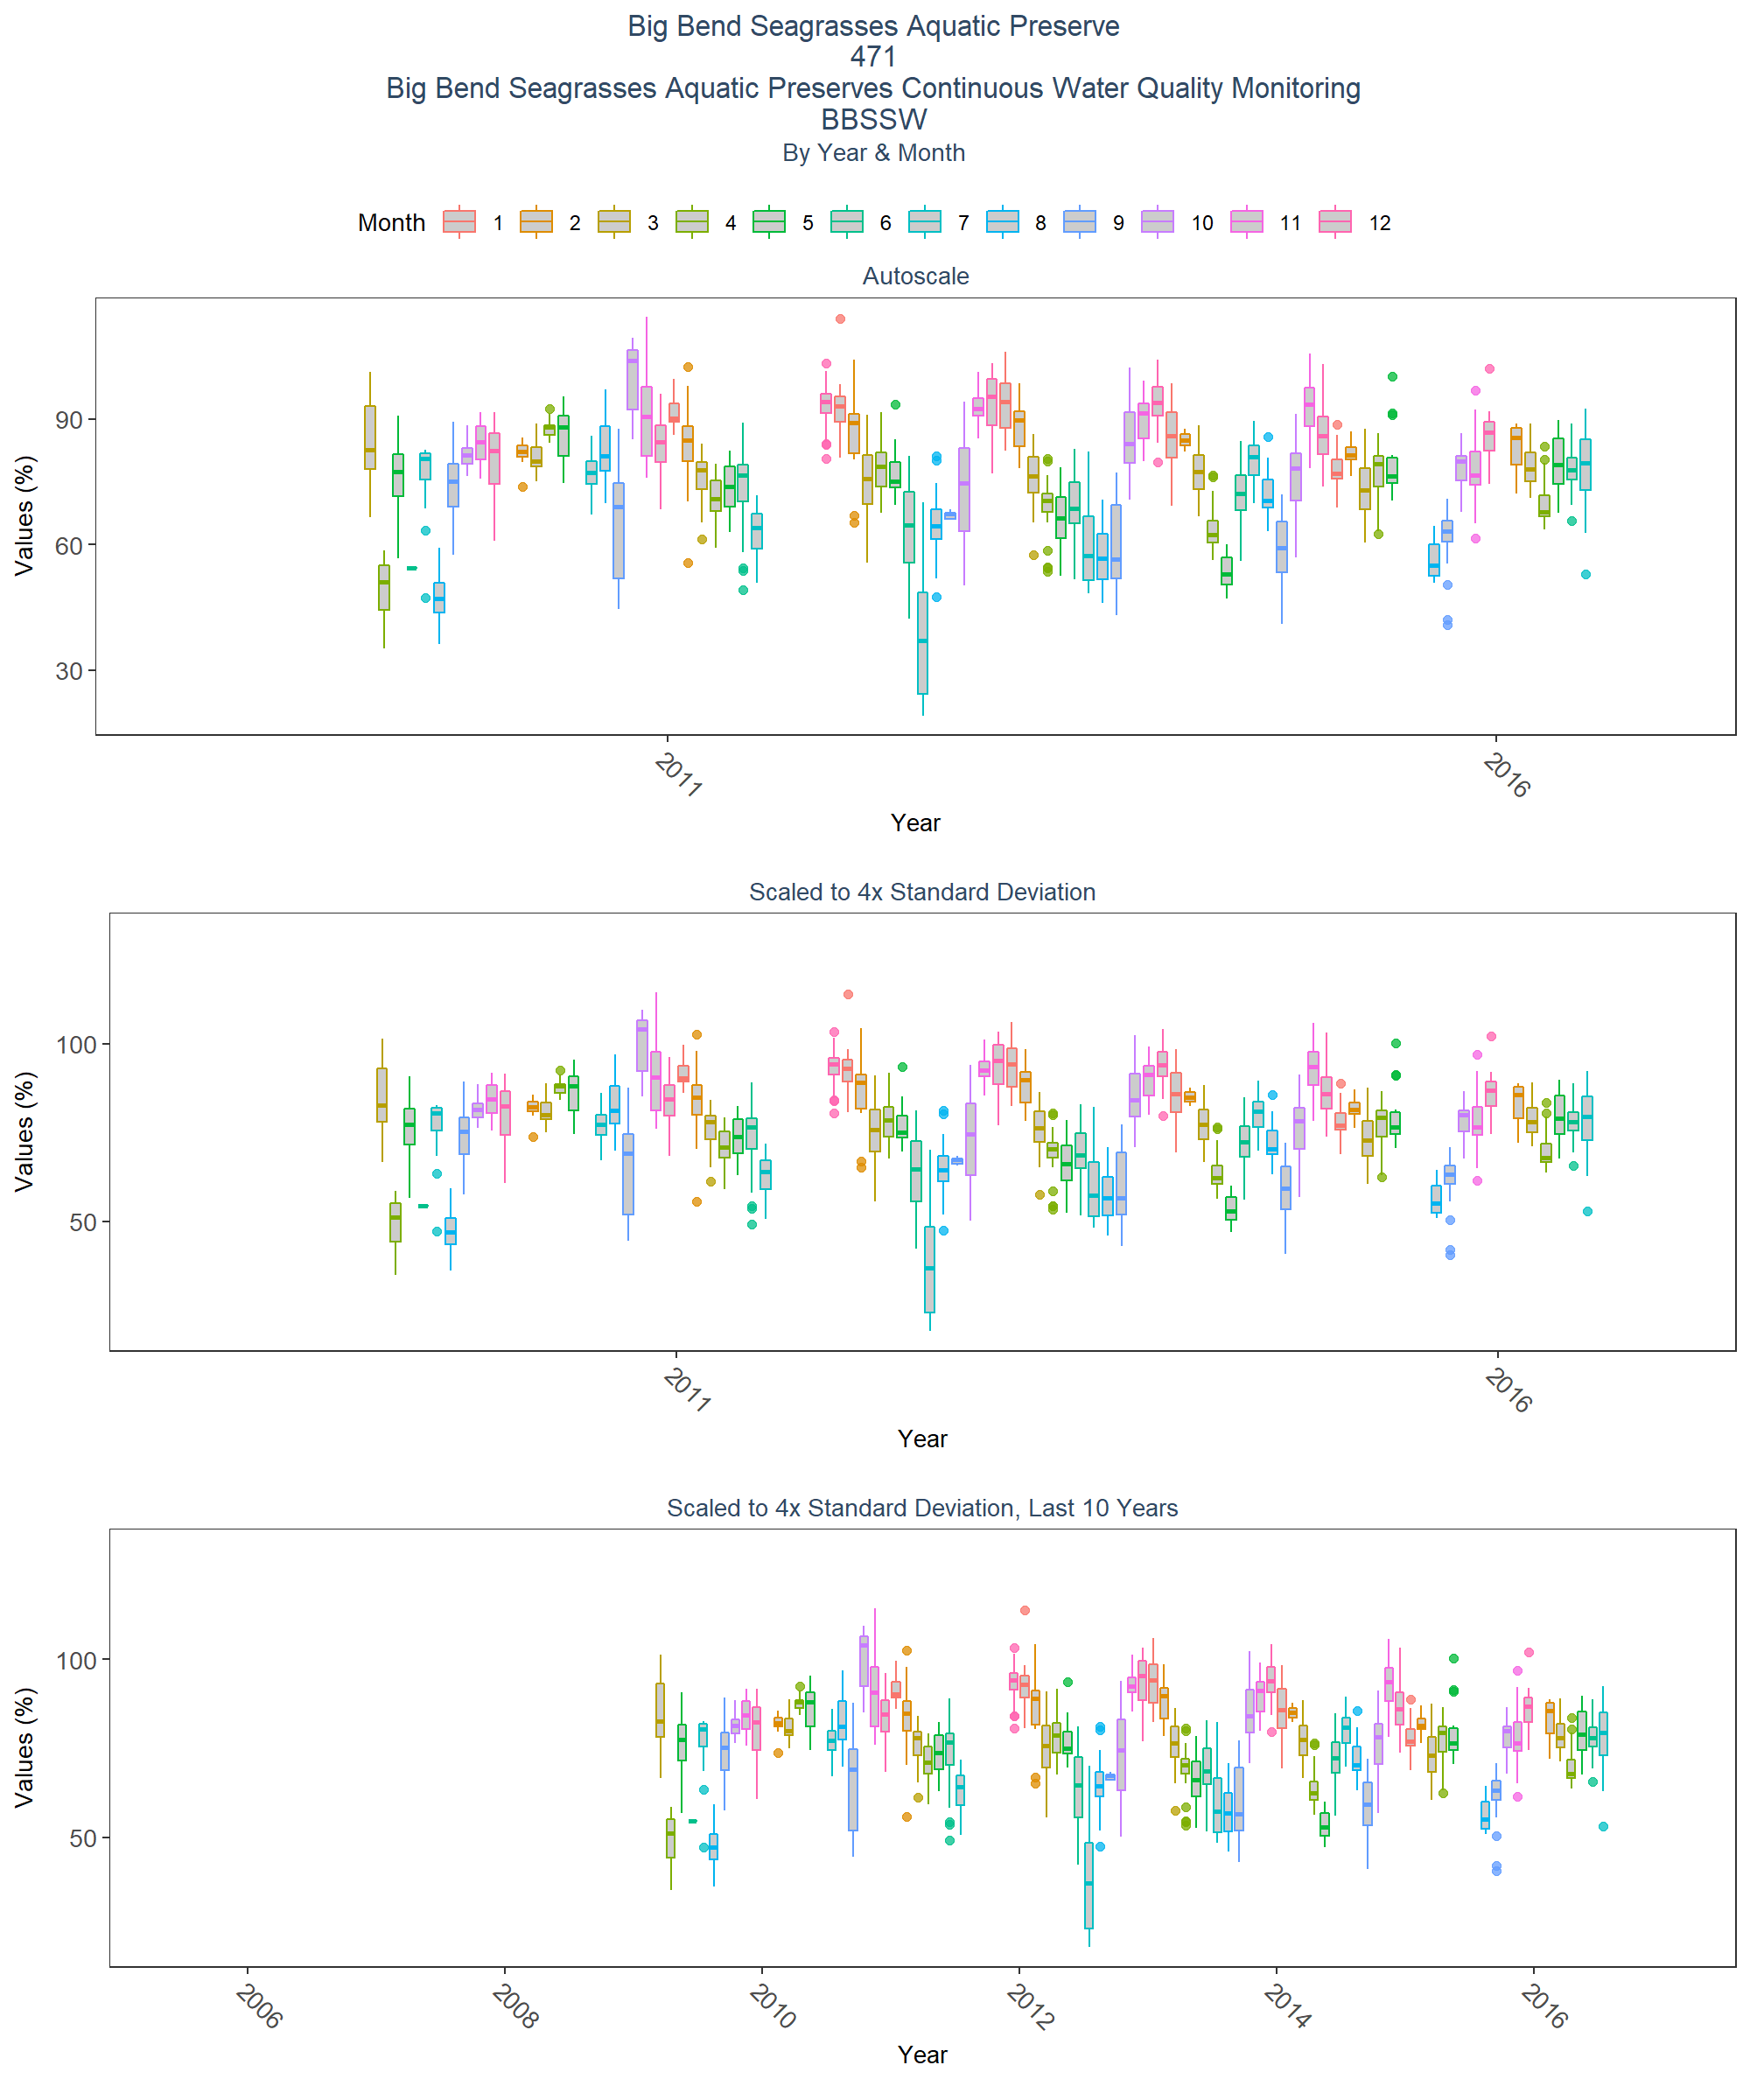 Big Bend Seagrasses Aquatic Preserve
471
Big Bend Seagrasses Aquatic Preserves Continuous Water Quality Monitoring
BBSSW
By Year & Month
Month 1 2 3 4 5 6 7 8 9 10 11 12
Autoscale
Values (%)
90
60
30
2011 2016
Year
Scaled to 4x Standard Deviation
Values (%)
100
50
2011 2016
Year
Scaled to 4x Standard Deviation, Last 10 Years
Values (%)
100
50
2006 2008 2010 2012 2014 2016
Year